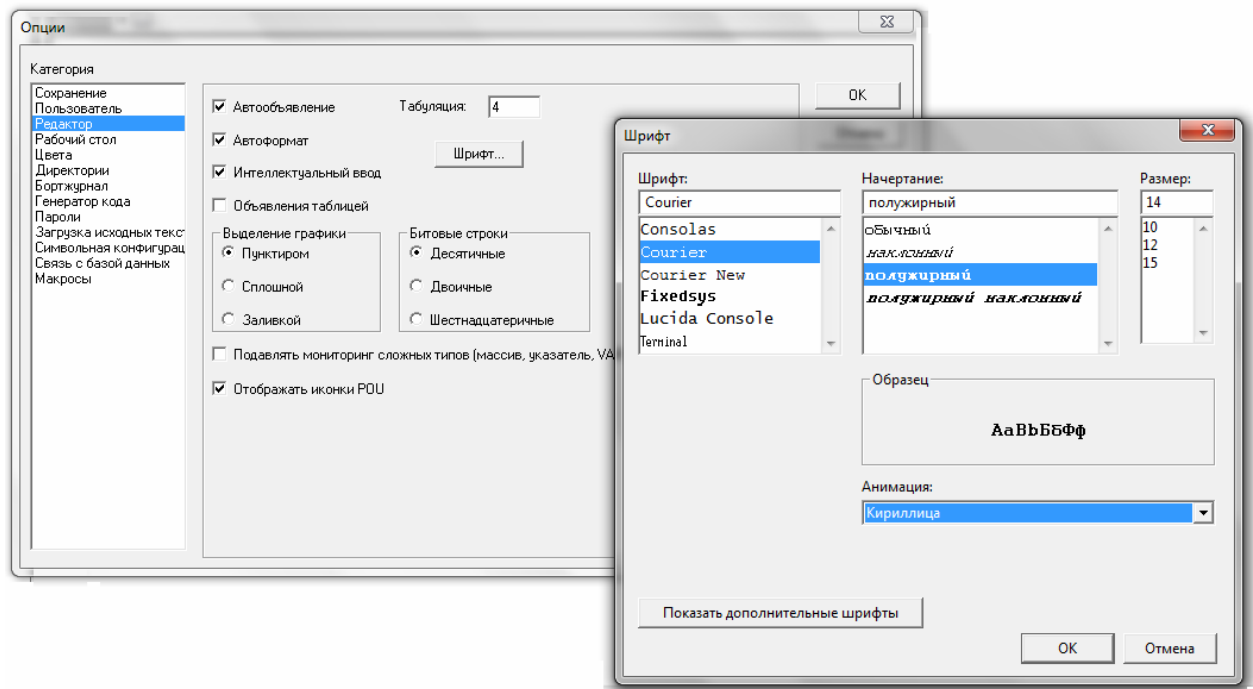 Опции
Категория
Сохранение
Пользователь
Редактор
Рабочий стол
Цвета
Директории
Бортжурнал
Генератор кода
Пароли
Загрузка исходных текс
Символьная конфигурац
Связь с базой данных
Макросы
Автообъявление
Табуляция: 4
Автоформат
Шрифт...
Интеллектуальный ввод
Объявления таблицей
Выделение графики
Пунктиром
Сплошной
Заливкой
Битовые строки
Десятичные
Двоичные
Шестнадцатеричные
Подавлять мониторинг сложных типов (массив, указатель, VA
Отображать иконки POU
OK
Отмена
Шрифт
Шрифт:
Courier
Consolas
Courier
Courier New
Fixedsys
Lucida Console
Terminal
Начертание:
полужирный
обычный
наклонный
полужирный
полужирный наклонный
Размер:
14
10
12
15
Образец
АаВbБбФф
Анимация:
Кириллица
Показать дополнительные шрифты
OK
Отмена